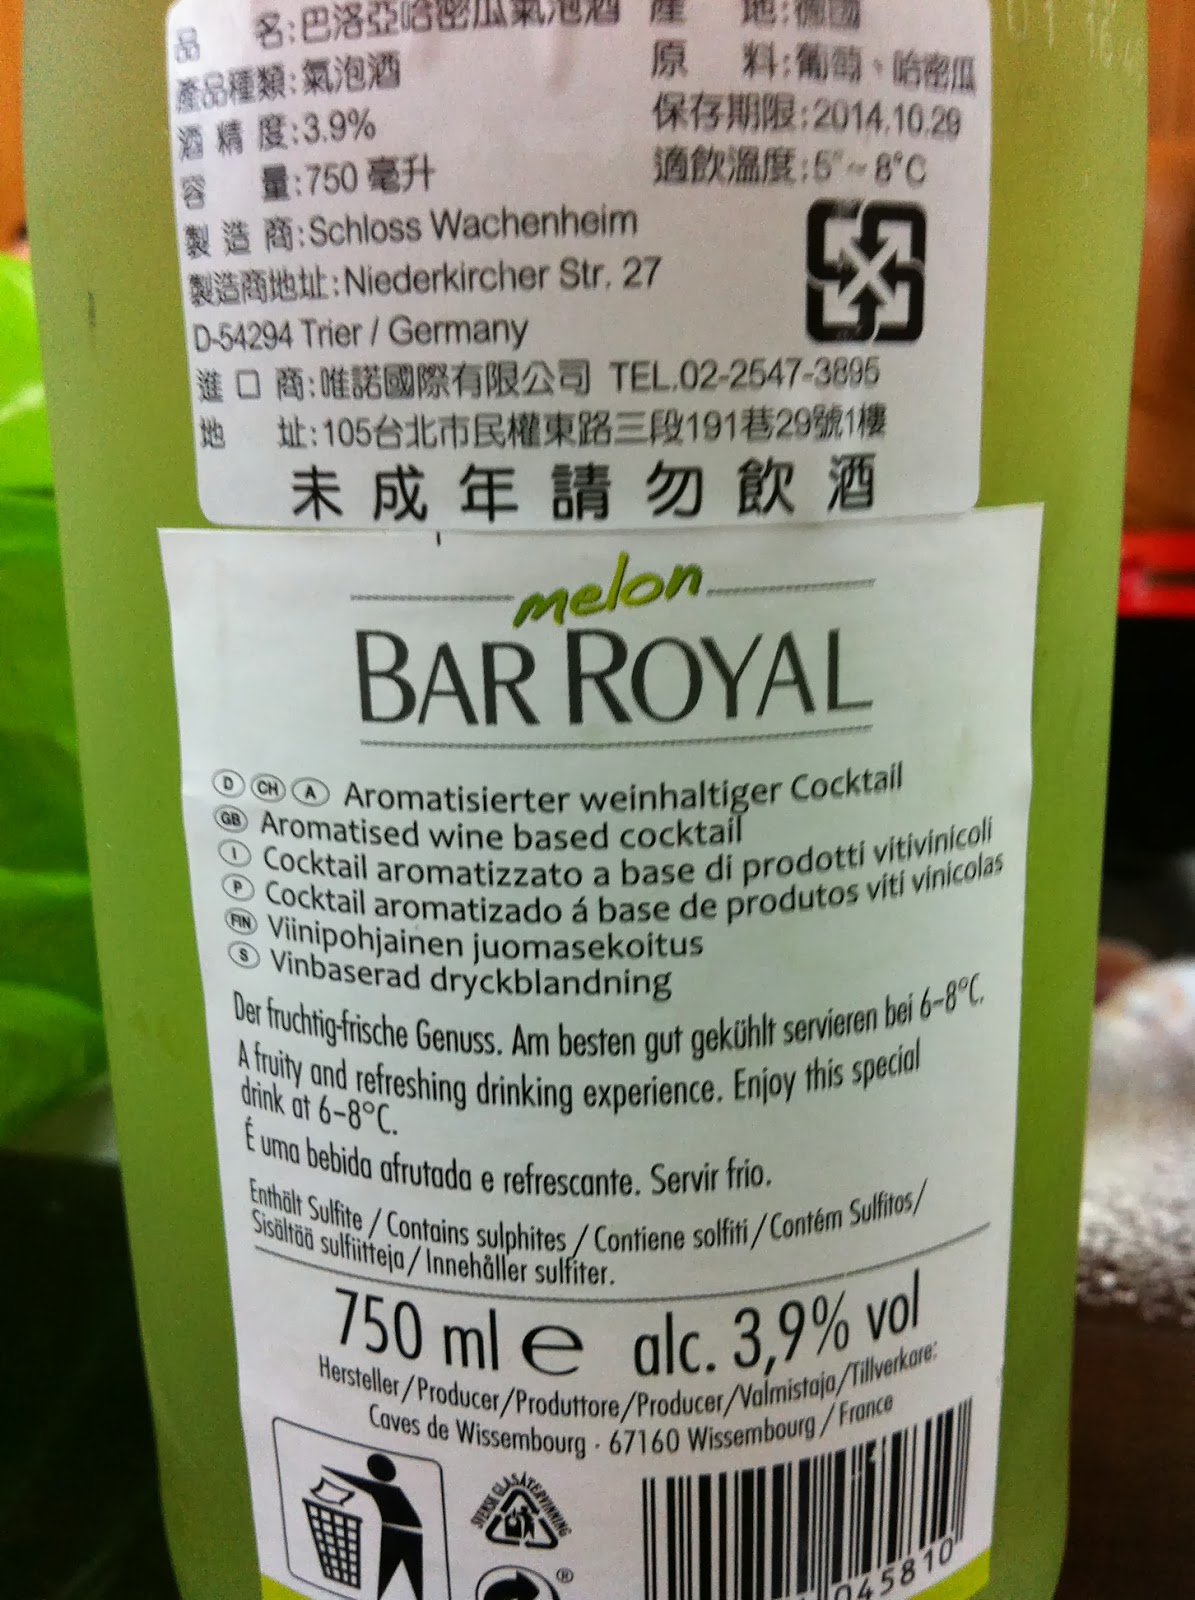 品 名:巴洛亞哈密瓜氣泡酒 產 地:德國
產品種類:氣泡酒 原 料:葡萄、哈密瓜
酒精度:3.9% 保存期限:2014.10.29
容 量:750 毫升 適飲溫度:5°~8°C
製造商:Schloss Wachenheim
製造商地址:Niederkircher Str. 27
D-54294 Trier / Germany
進口商:唯諾國際有限公司 TEL.02-2547-3895
地 址:105台北市民權東路三段191巷29號1樓
未成年請勿飲酒
melon
BAR ROYAL
D CH A Aromatisierter weinhaltiger Cocktail
GB Aromatised wine based cocktail
I Cocktail aromatizzato a base di prodotti vitivinicoli
P Cocktail aromatizado á base de produtos viti vinicolas
FIN Viinipohjainen juomasekoitus
S Vinbaserad dryckblandning
Der fruchtig-frische Genuss. Am besten gut gekühlt servieren bei 6–8°C.
A fruity and refreshing drinking experience. Enjoy this special
drink at 6–8°C.
É uma bebida afrutada e refrescante. Servir frio.
Enthält Sulfite / Contains sulphites / Contiene solfiti / Contém Sulfitos/
Sisältää sulfiitteja / Innehåller sulfiter.
750 ml e alc. 3,9% vol
Hersteller/Producer/Produttore/Producer/Valmistaja/Tillverkare:
Caves de Wissembourg · 67160 Wissembourg / France
SVENSK GLASÅTERVINNING
®
045810